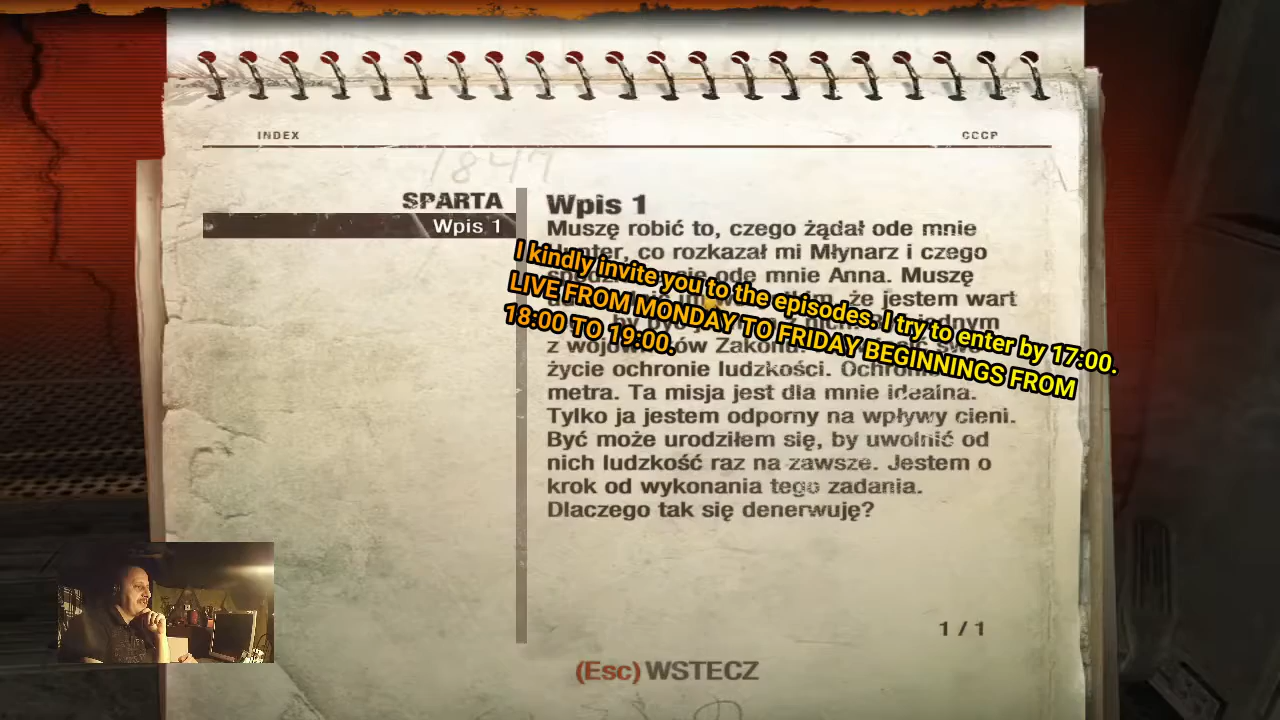 INDEX
CCCP
1847
SPARTA
Wpis 1
Wpis 1
Muszę robić to, czego żądał ode mnie
co rozkazał mi Młynarz i czego
ode mnie Anna. Muszę
że jestem wart
z wojowników Zakonu.
życie ochronie ludzkości.
metra. Ta misja jest dla mnie idealna.
Tylko ja jestem odporny na wpływy cieni.
Być może urodziłem się, by uwolnić od
nich ludzkość raz na zawsze. Jestem o
krok od wykonania tego zadania.
Dlaczego tak się denerwuję?
I kindly invite you to the episodes. I try to enter by 17:00.
LIVE FROM MONDAY TO FRIDAY BEGINNINGS FROM
18:00 TO 19:00.
1 / 1
(Esc) WSTECZ